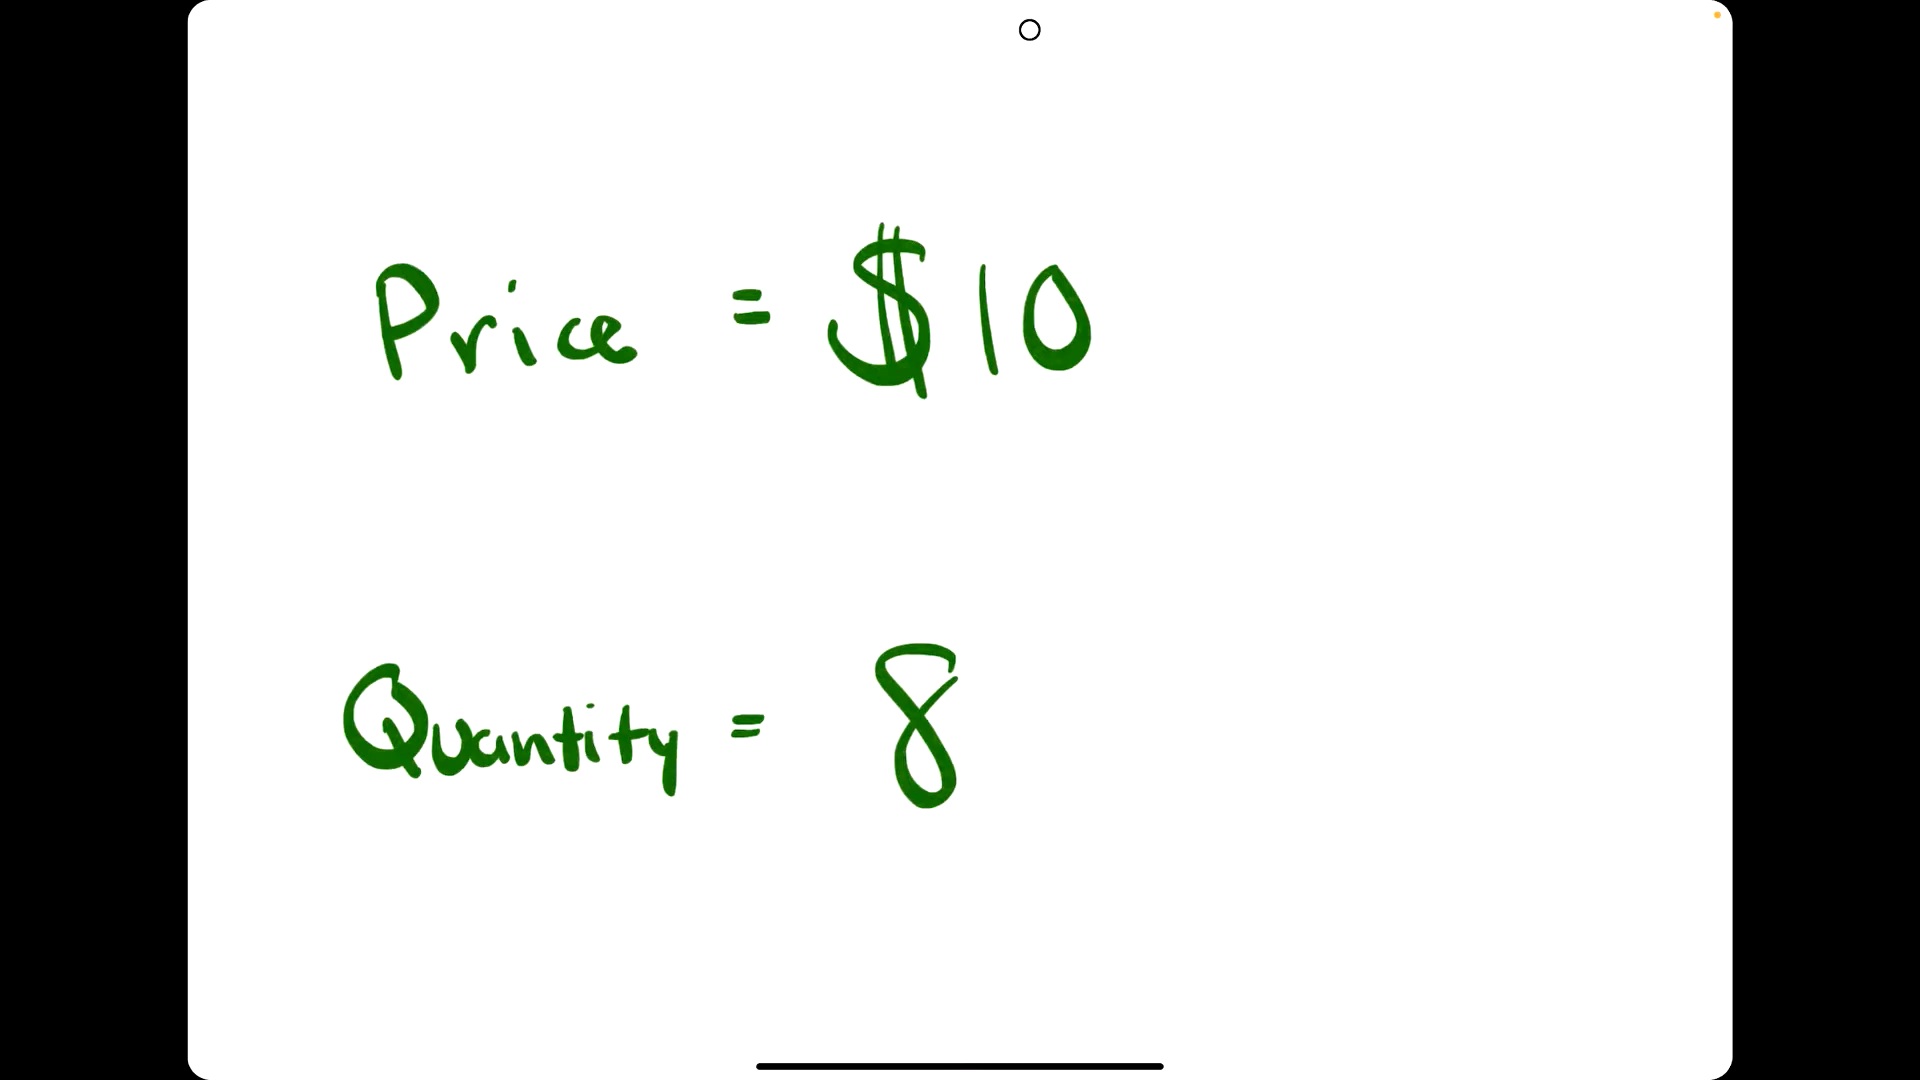 Price = $10
Quantity = 8